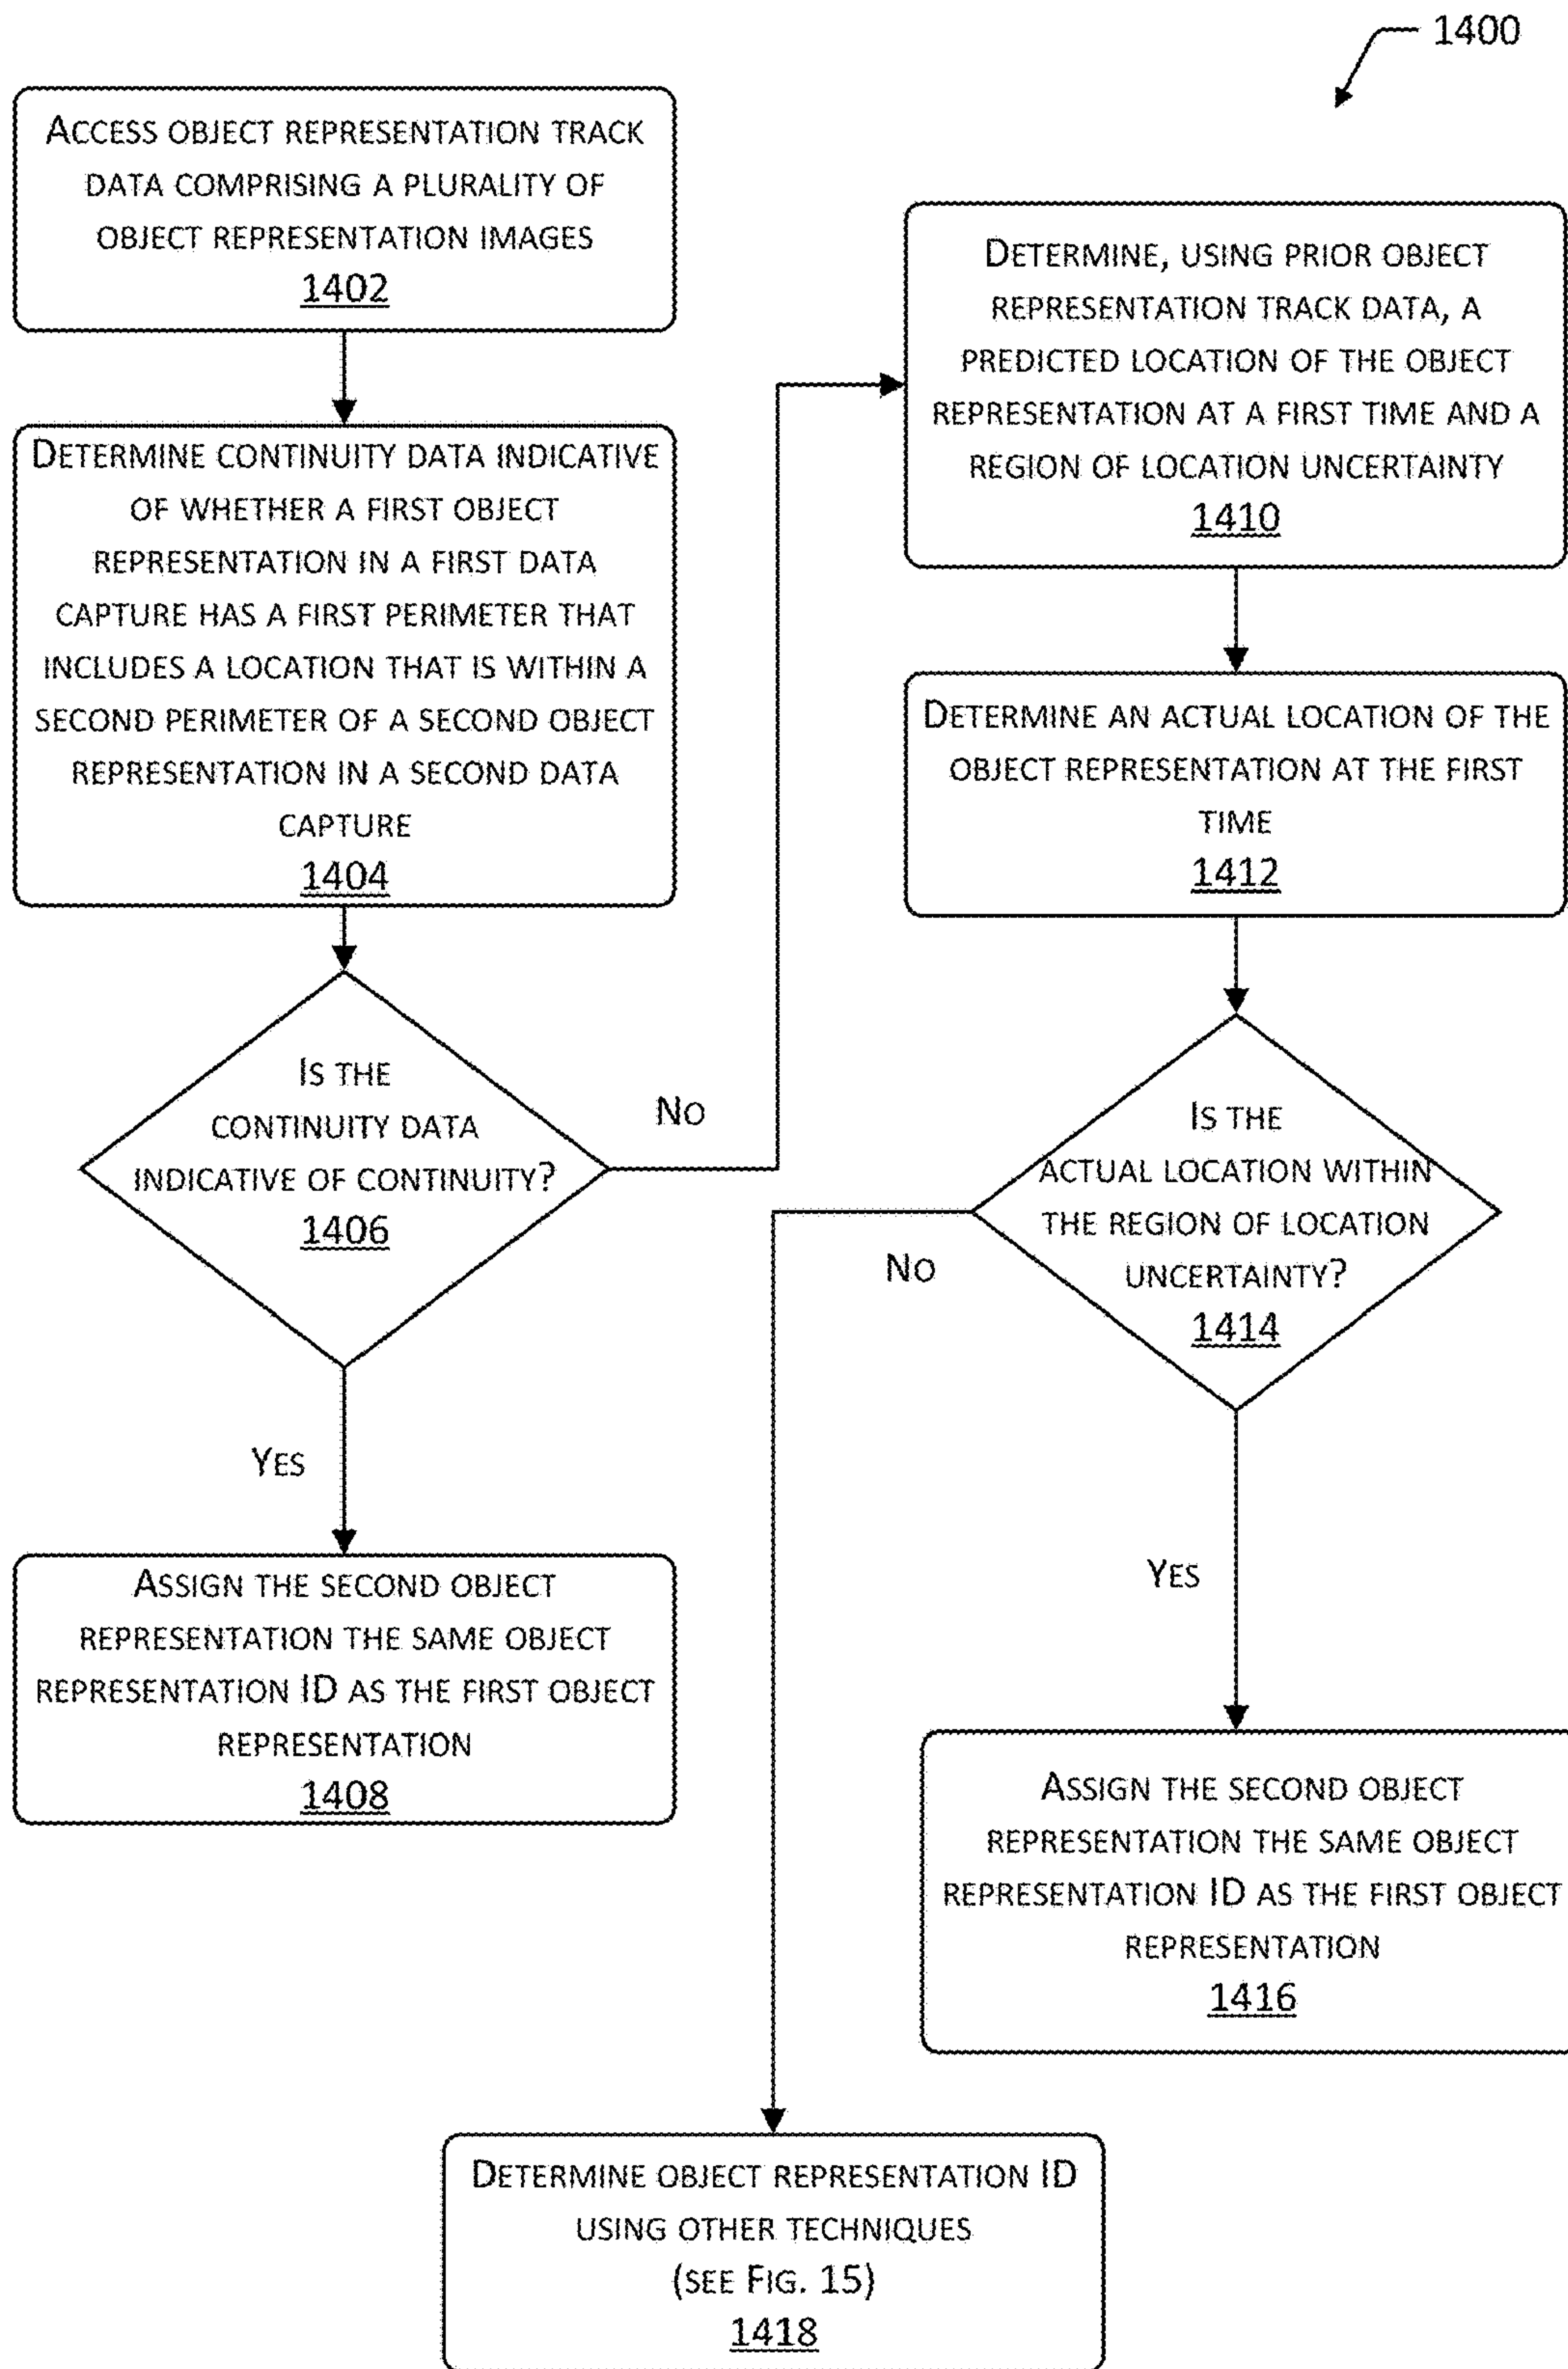 1400
ACCESS OBJECT REPRESENTATION TRACK
DATA COMPRISING A PLURALITY OF
OBJECT REPRESENTATION IMAGES
1402
DETERMINE CONTINUITY DATA INDICATIVE
OF WHETHER A FIRST OBJECT
REPRESENTATION IN A FIRST DATA
CAPTURE HAS A FIRST PERIMETER THAT
INCLUDES A LOCATION THAT IS WITHIN A
SECOND PERIMETER OF A SECOND OBJECT
REPRESENTATION IN A SECOND DATA
CAPTURE
1404
IS THE
CONTINUITY DATA
INDICATIVE OF CONTINUITY?
1406
NO
YES
ASSIGN THE SECOND OBJECT
REPRESENTATION THE SAME OBJECT
REPRESENTATION ID AS THE FIRST OBJECT
REPRESENTATION
1408
DETERMINE, USING PRIOR OBJECT
REPRESENTATION TRACK DATA, A
PREDICTED LOCATION OF THE OBJECT
REPRESENTATION AT A FIRST TIME AND A
REGION OF LOCATION UNCERTAINTY
1410
DETERMINE AN ACTUAL LOCATION OF THE
OBJECT REPRESENTATION AT THE FIRST
TIME
1412
IS THE
ACTUAL LOCATION WITHIN
THE REGION OF LOCATION
UNCERTAINTY?
1414
NO
YES
ASSIGN THE SECOND OBJECT
REPRESENTATION THE SAME OBJECT
REPRESENTATION ID AS THE FIRST OBJECT
REPRESENTATION
1416
DETERMINE OBJECT REPRESENTATION ID
USING OTHER TECHNIQUES
(SEE FIG. 15)
1418